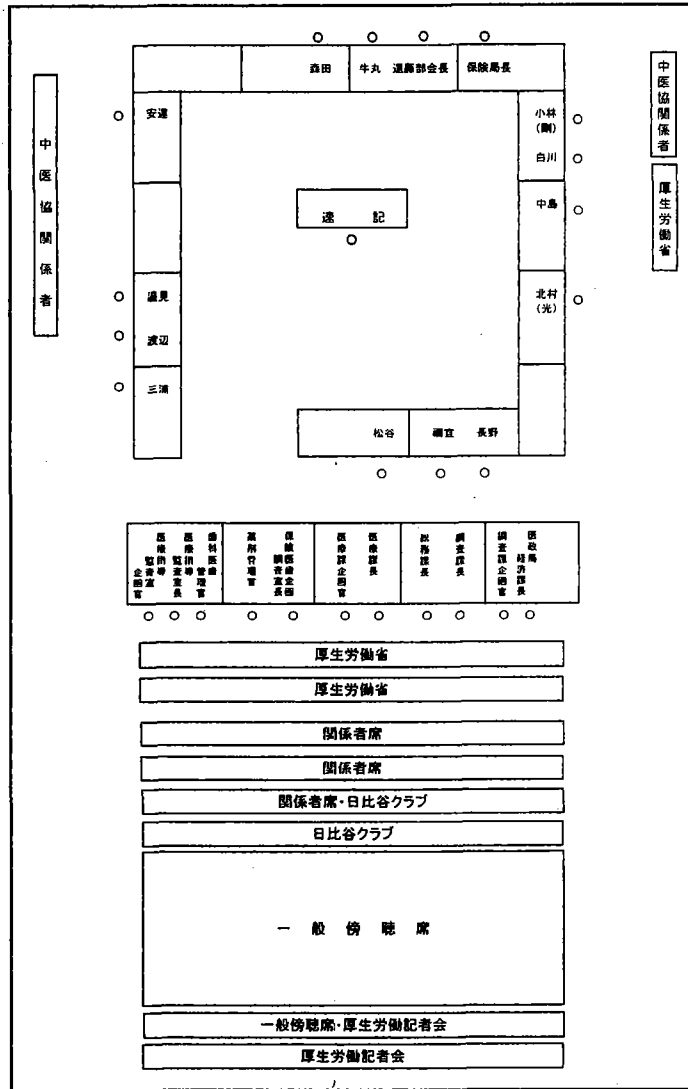 森田 牛丸 遠藤部会長 保険局長
中医協関係者
安達
小林
(剛)
白川
中島
北村
(光)
中医協関係者
厚生労働省
速 記
渡辺
三浦
松谷 禰宜 長野
医療指導監査室企画官
医療指導監査室長
歯科医療管理官
薬剤管理官
保険医療企画調査室長
医療課企画官
医療課長
総務課長
調査課長
調査課企画官
医政局経済課長
厚生労働省
厚生労働省
関係者席
関係者席
関係者席・日比谷クラブ
日比谷クラブ
一 般 傍 聴 席
一般傍聴席・厚生労働記者会
厚生労働記者会